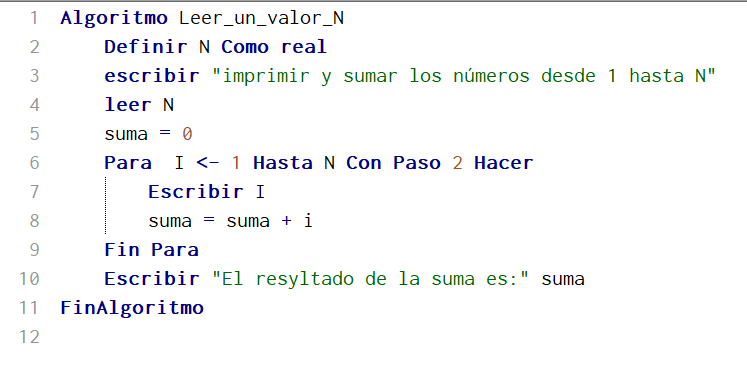 1 Algoritmo Leer_un_valor_N
2 Definir N Como real
3 escribir "imprimir y sumar los números desde 1 hasta N"
4 leer N
5 suma = 0
6 Para I <- 1 Hasta N Con Paso 2 Hacer
7 Escribir I
8 suma = suma + i
9 Fin Para
10 Escribir "El resyltado de la suma es:" suma
11 FinAlgoritmo
12